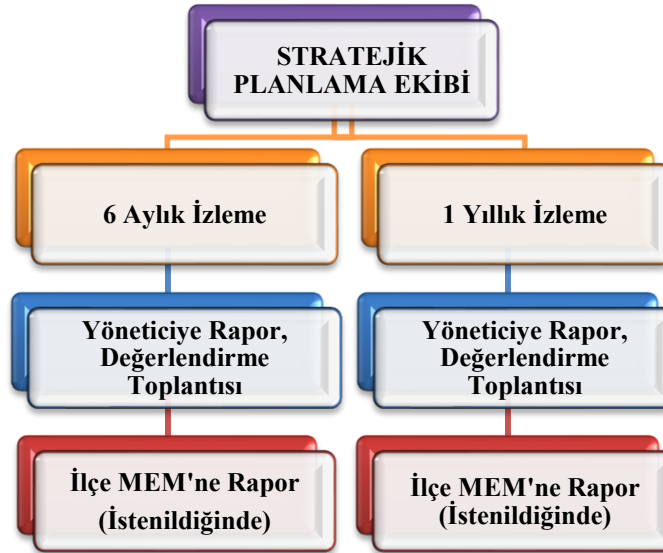 STRATEJİK
PLANLAMA EKİBİ
6 Aylık İzleme
1 Yıllık İzleme
Yöneticiye Rapor,
Değerlendirme
Toplantısı
Yöneticiye Rapor,
Değerlendirme
Toplantısı
İlçe MEM'ne Rapor
(İstenildiğinde)
İlçe MEM'ne Rapor
(İstenildiğinde)